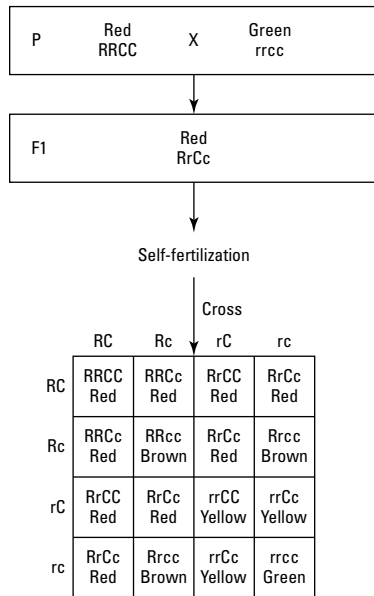 P Red X Green
RRCC rrcc
F1 Red
RrCc
Self-fertilization
Cross
RC Rc rC rc
RC RRCC RRCc RrCC RrCc
Red Red Red Red
Rc RRCc RRcc RrCc Rrcc
Red Brown Red Brown
rC RrCC RrCc rrCC rrCc
Red Red Yellow Yellow
rc RrCc Rrcc rrCc rrcc
Red Brown Yellow Green